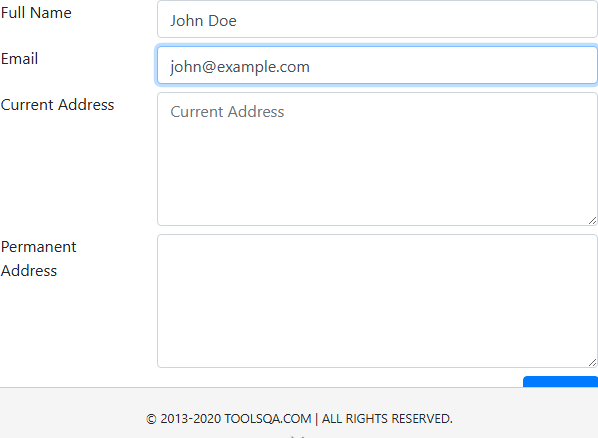 Full Name
John Doe
Email
john@example.com
Current Address
Current Address
Permanent
Address
© 2013-2020 TOOLSQA.COM | ALL RIGHTS RESERVED.